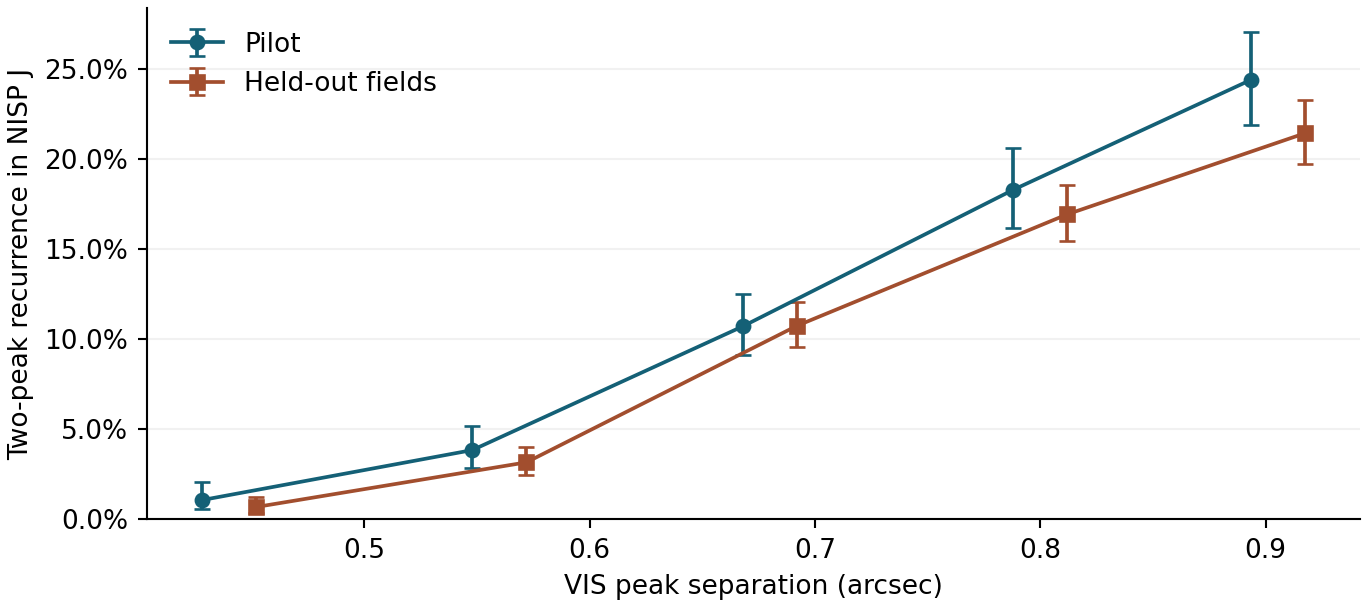 Pilot
Held-out fields
Two-peak recurrence in NISP J
25.0%
20.0%
15.0%
10.0%
5.0%
0.0%
0.5 0.6 0.7 0.8 0.9
VIS peak separation (arcsec)